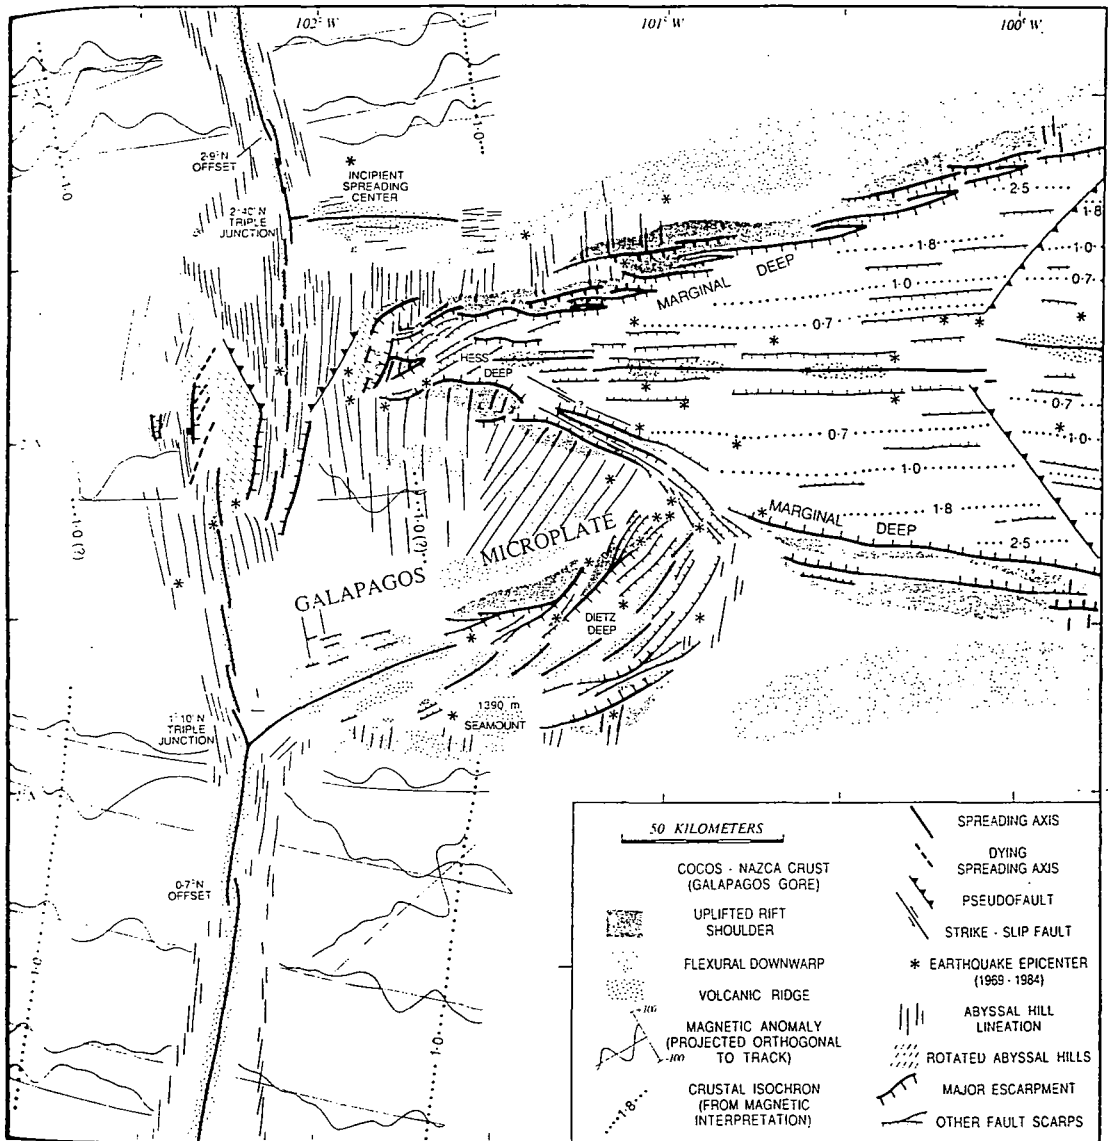 102° W
101° W
100° W
1·0
1·0
2·9°N
OFFSET
INCIPIENT
SPREADING
CENTER
2°40' N
TRIPLE
JUNCTION
2·5
1·8
1·8
1·0
1·0
0·7
0·7
MARGINAL DEEP
HESS
DEEP
?
0·7
0·7
1·0
1·0
1·8
MARGINAL DEEP
2·5
1·0 (?)
1·0 (?)
GALAPAGOS MICROPLATE
DIETZ
DEEP
1390 m
SEAMOUNT
1°10' N
TRIPLE
JUNCTION
0·7°N
OFFSET
1·0
1·0
50 KILOMETERS
COCOS - NAZCA CRUST
(GALAPAGOS GORE)
UPLIFTED RIFT
SHOULDER
FLEXURAL DOWNWARP
VOLCANIC RIDGE
MAGNETIC ANOMALY
(PROJECTED ORTHOGONAL
TO TRACK)
+100
-100
1·8
CRUSTAL ISOCHRON
(FROM MAGNETIC
INTERPRETATION)
SPREADING AXIS
DYING
SPREADING AXIS
PSEUDOFAULT
STRIKE - SLIP FAULT
* EARTHQUAKE EPICENTER
(1969 - 1984)
ABYSSAL HILL
LINEATION
ROTATED ABYSSAL HILLS
MAJOR ESCARPMENT
OTHER FAULT SCARPS